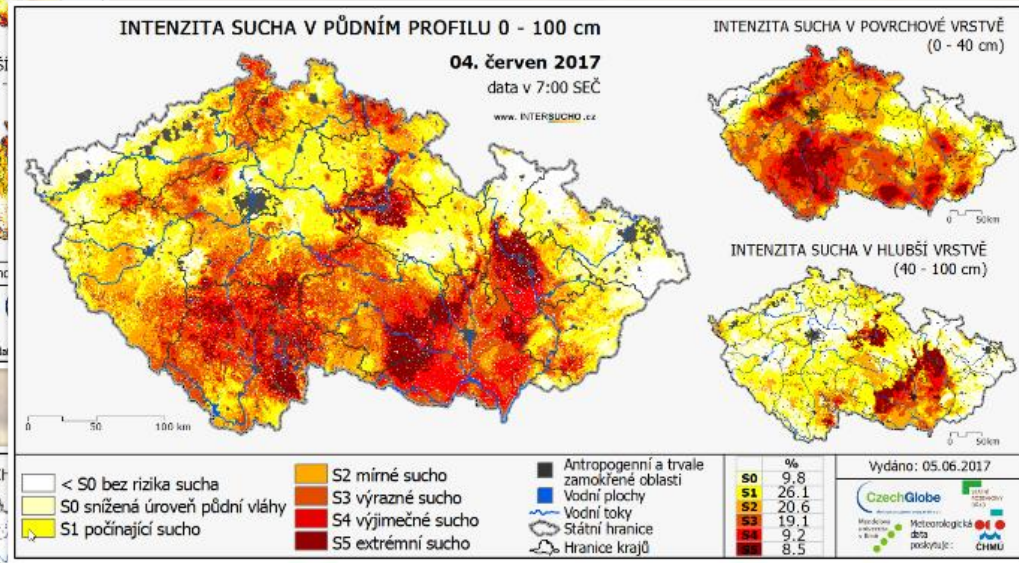 INTENZITA SUCHA V PŮDNÍM PROFILU 0 - 100 cm
04. červen 2017
data v 7:00 SEČ
www. INTERSUCHO .cz
0 50 100 km
INTENZITA SUCHA V POVRCHOVÉ VRSTVĚ
(0 - 40 cm)
0 50km
INTENZITA SUCHA V HLUBŠÍ VRSTVĚ
(40 - 100 cm)
0 50km
< S0 bez rizika sucha
S0 snížená úroveň půdní vláhy
S1 počínající sucho
S2 mírné sucho
S3 výrazné sucho
S4 výjimečné sucho
S5 extrémní sucho
Antropogenní a trvale
zamokřené oblasti
Vodní plochy
Vodní toky
Státní hranice
Hranice krajů
%
S0 9.8
S1 26.1
S2 20.6
S3 19.1
S4 9.2
S5 8.5
Vydáno: 05.06.2017
CzechGlobe
Mendelova
univerzita
v Brně
Meteorologická
data
poskytuje:
ČHMÚ